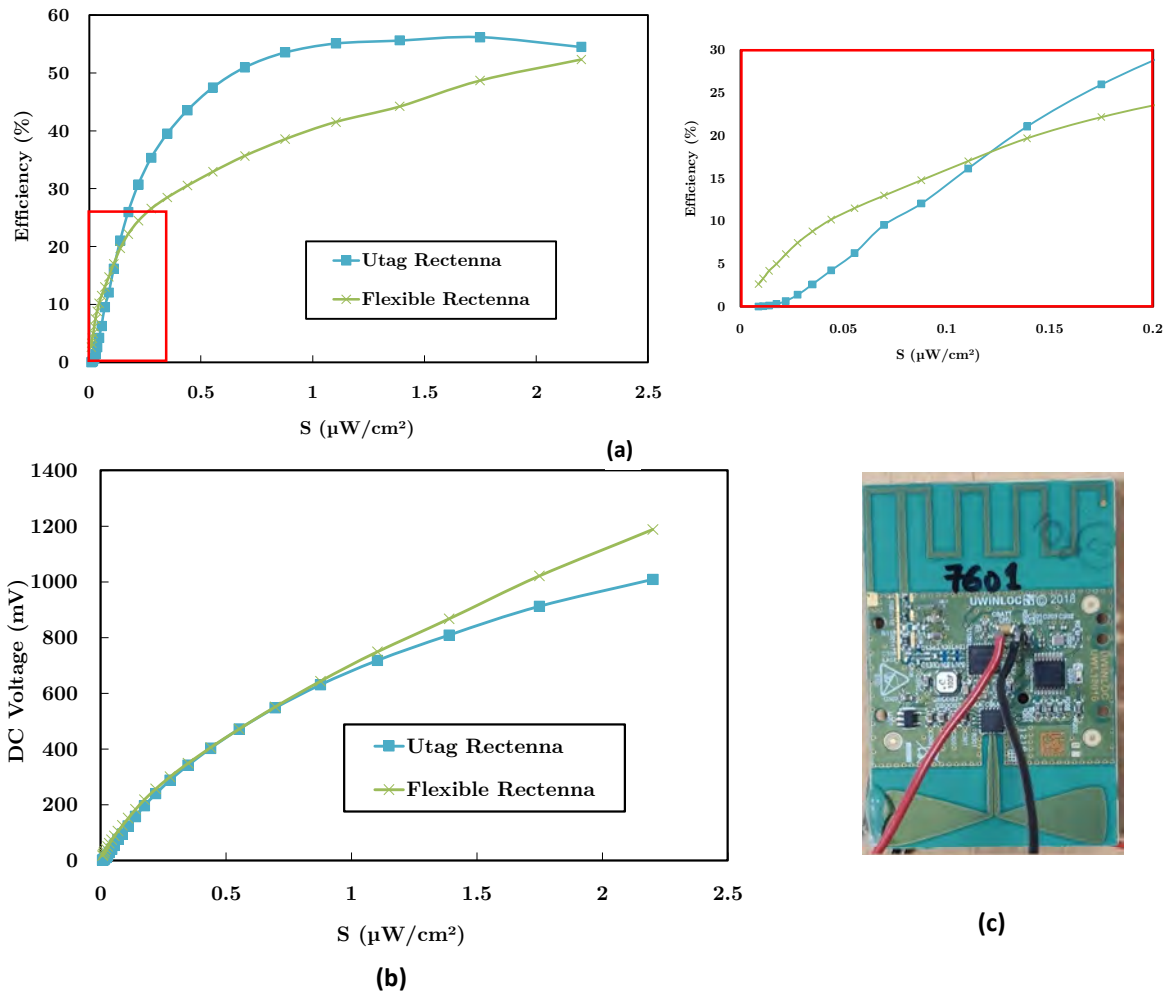 60
50
40
30
20
10
0
Efficiency (%)
Utag Rectenna
Flexible Rectenna
0 0.5 1 1.5 2 2.5
S (µW/cm²)
30
25
20
15
10
5
0
Efficiency (%)
0 0.05 0.1 0.15 0.2
S (µW/cm²)
(a)
1400
1200
1000
800
600
400
200
0
DC Voltage (mV)
Utag Rectenna
Flexible Rectenna
0 0.5 1 1.5 2 2.5
S (µW/cm²)
(b)
7601
UWINLOC © 2018
CBATT
(c)